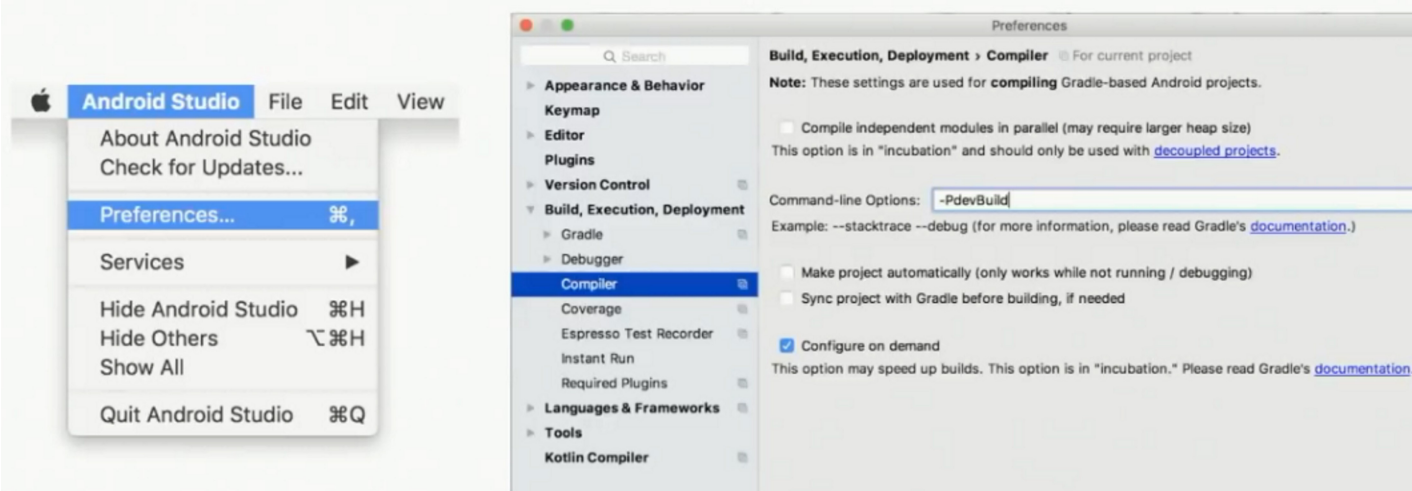 Android Studio File Edit View
About Android Studio
Check for Updates...
Preferences... ⌘,
Services
Hide Android Studio ⌘H
Hide Others ⌥⌘H
Show All
Quit Android Studio ⌘Q
Preferences
Search
Appearance & Behavior
Keymap
Editor
Plugins
Version Control
Build, Execution, Deployment
Gradle
Debugger
Compiler
Coverage
Espresso Test Recorder
Instant Run
Required Plugins
Languages & Frameworks
Tools
Kotlin Compiler
Build, Execution, Deployment › Compiler For current project
Note: These settings are used for compiling Gradle-based Android projects.
Compile independent modules in parallel (may require larger heap size)
This option is in "incubation" and should only be used with decoupled projects.
Command-line Options: -PdevBuild
Example: --stacktrace --debug (for more information, please read Gradle's documentation.)
Make project automatically (only works while not running / debugging)
Sync project with Gradle before building, if needed
Configure on demand
This option may speed up builds. This option is in "incubation." Please read Gradle's documentation